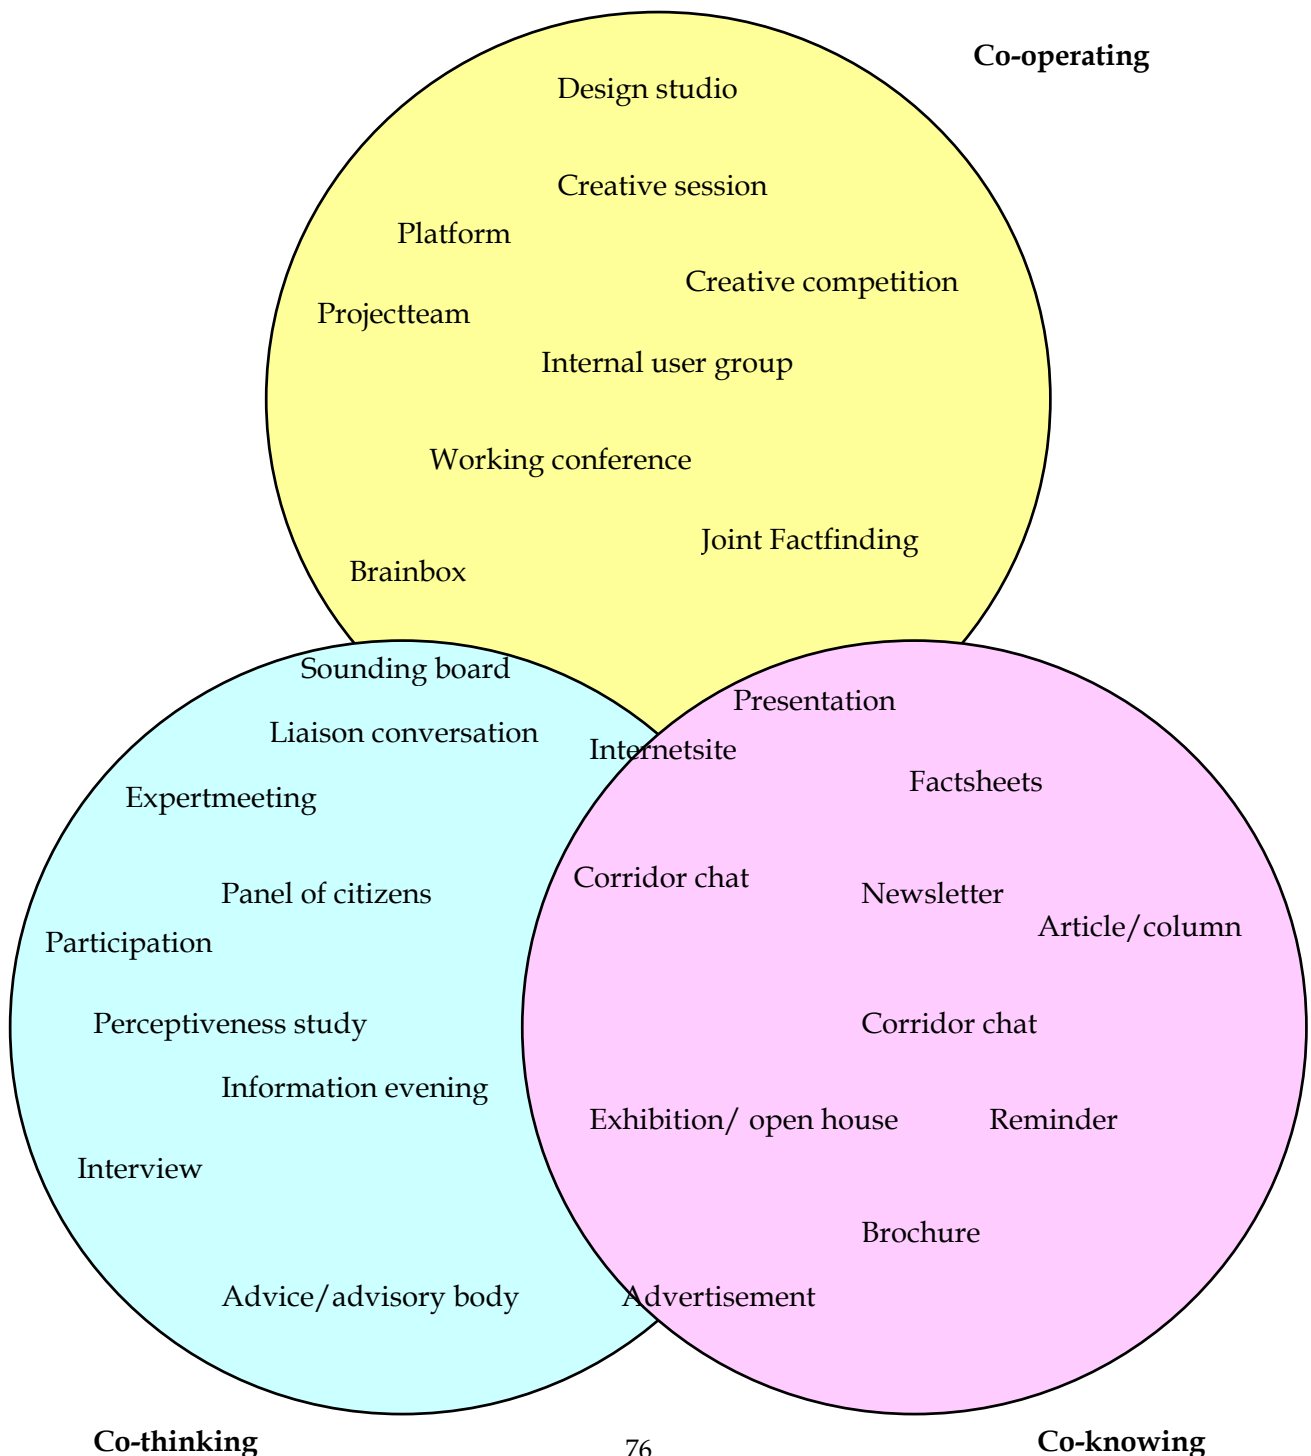 Co-operating
Design studio
Creative session
Platform
Creative competition
Projectteam
Internal user group
Working conference
Joint Factfinding
Brainbox
Sounding board
Presentation
Liaison conversation
Internetsite
Factsheets
Expertmeeting
Corridor chat
Panel of citizens
Newsletter
Article/column
Participation
Perceptiveness study
Corridor chat
Information evening
Exhibition/ open house
Reminder
Interview
Brochure
Advice/advisory body
Advertisement
Co-thinking
76
Co-knowing